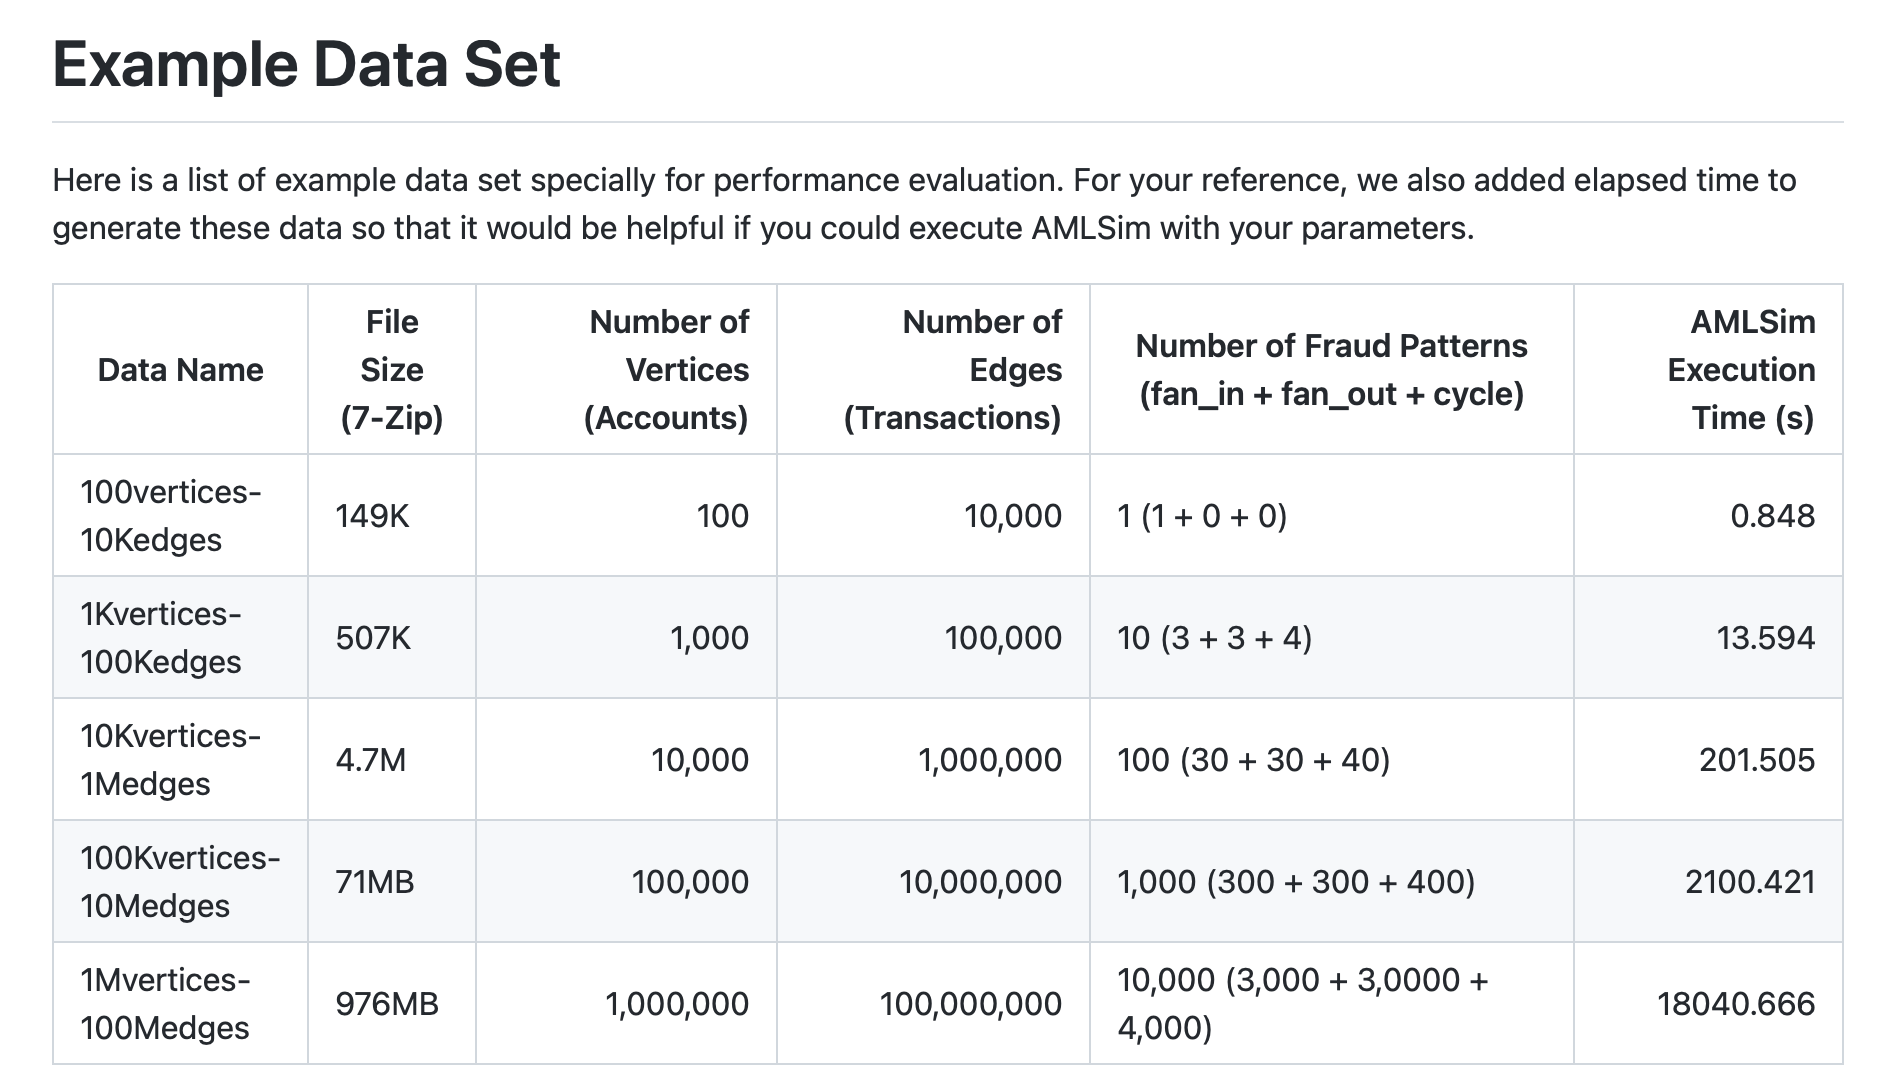 Example Data Set
Here is a list of example data set specially for performance evaluation. For your reference, we also added elapsed time to
generate these data so that it would be helpful if you could execute AMLSim with your parameters.
Data Name
File
Size
(7-Zip)
Number of
Vertices
(Accounts)
Number of
Edges
(Transactions)
Number of Fraud Patterns
(fan_in + fan_out + cycle)
AMLSim
Execution
Time (s)
100vertices-
10Kedges
149K
100
10,000
1 (1 + 0 + 0)
0.848
1Kvertices-
100Kedges
507K
1,000
100,000
10 (3 + 3 + 4)
13.594
10Kvertices-
1Medges
4.7M
10,000
1,000,000
100 (30 + 30 + 40)
201.505
100Kvertices-
10Medges
71MB
100,000
10,000,000
1,000 (300 + 300 + 400)
2100.421
1Mvertices-
100Medges
976MB
1,000,000
100,000,000
10,000 (3,000 + 3,0000 +
4,000)
18040.666